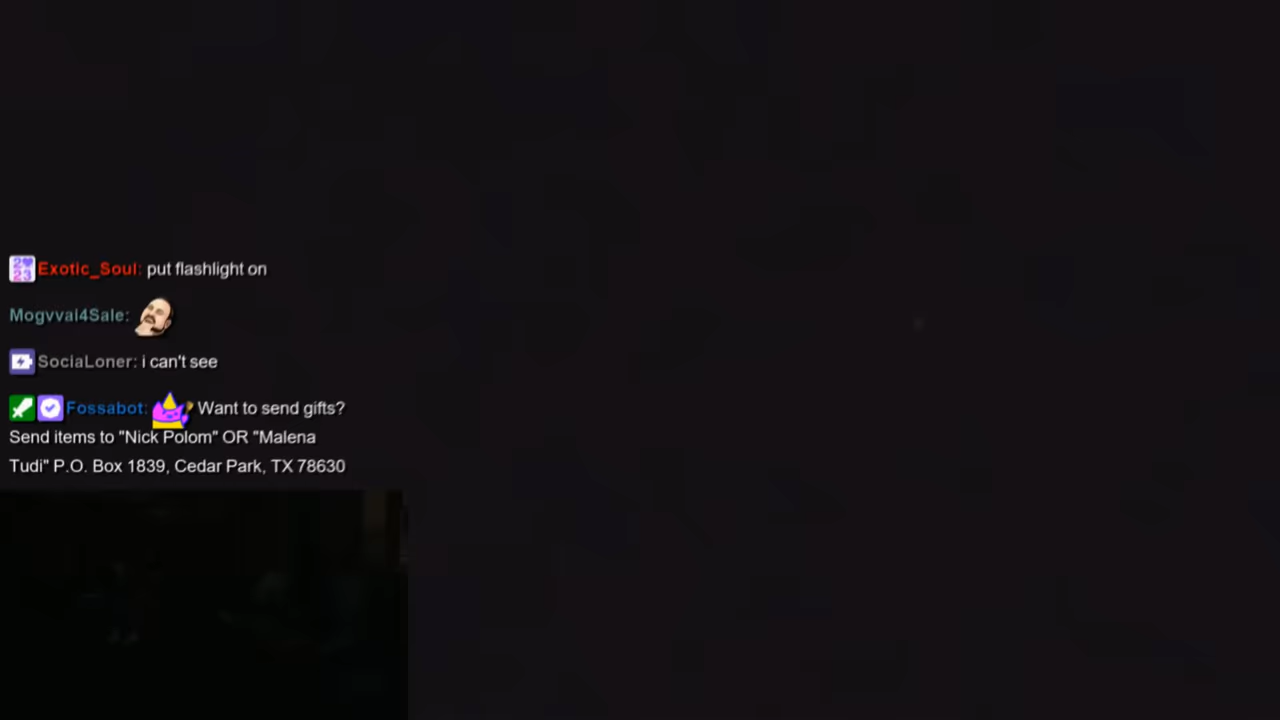 Exotic_Soul: put flashlight on
Mogvval4Sale:
SociaLoner: i can't see
Fossabot: Want to send gifts?
Send items to "Nick Polom" OR "Malena
Tudi" P.O. Box 1839, Cedar Park, TX 78630